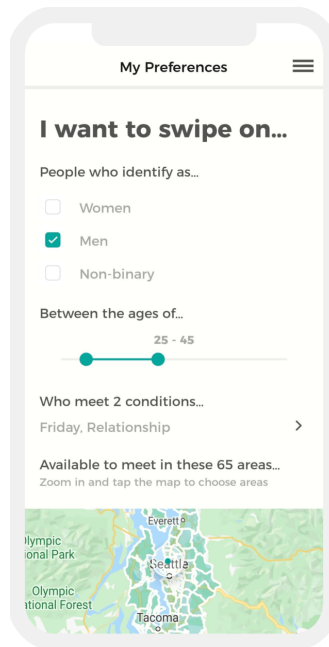 My Preferences
I want to swipe on...
People who identify as...
Women
Men
Non-binary
Between the ages of...
25 - 45
Who meet 2 conditions...
Friday, Relationship
Available to meet in these 65 areas...
Zoom in and tap the map to choose areas
Everett
Olympic
ional Park
Seattle
Olympic
ational Forest
Tacoma